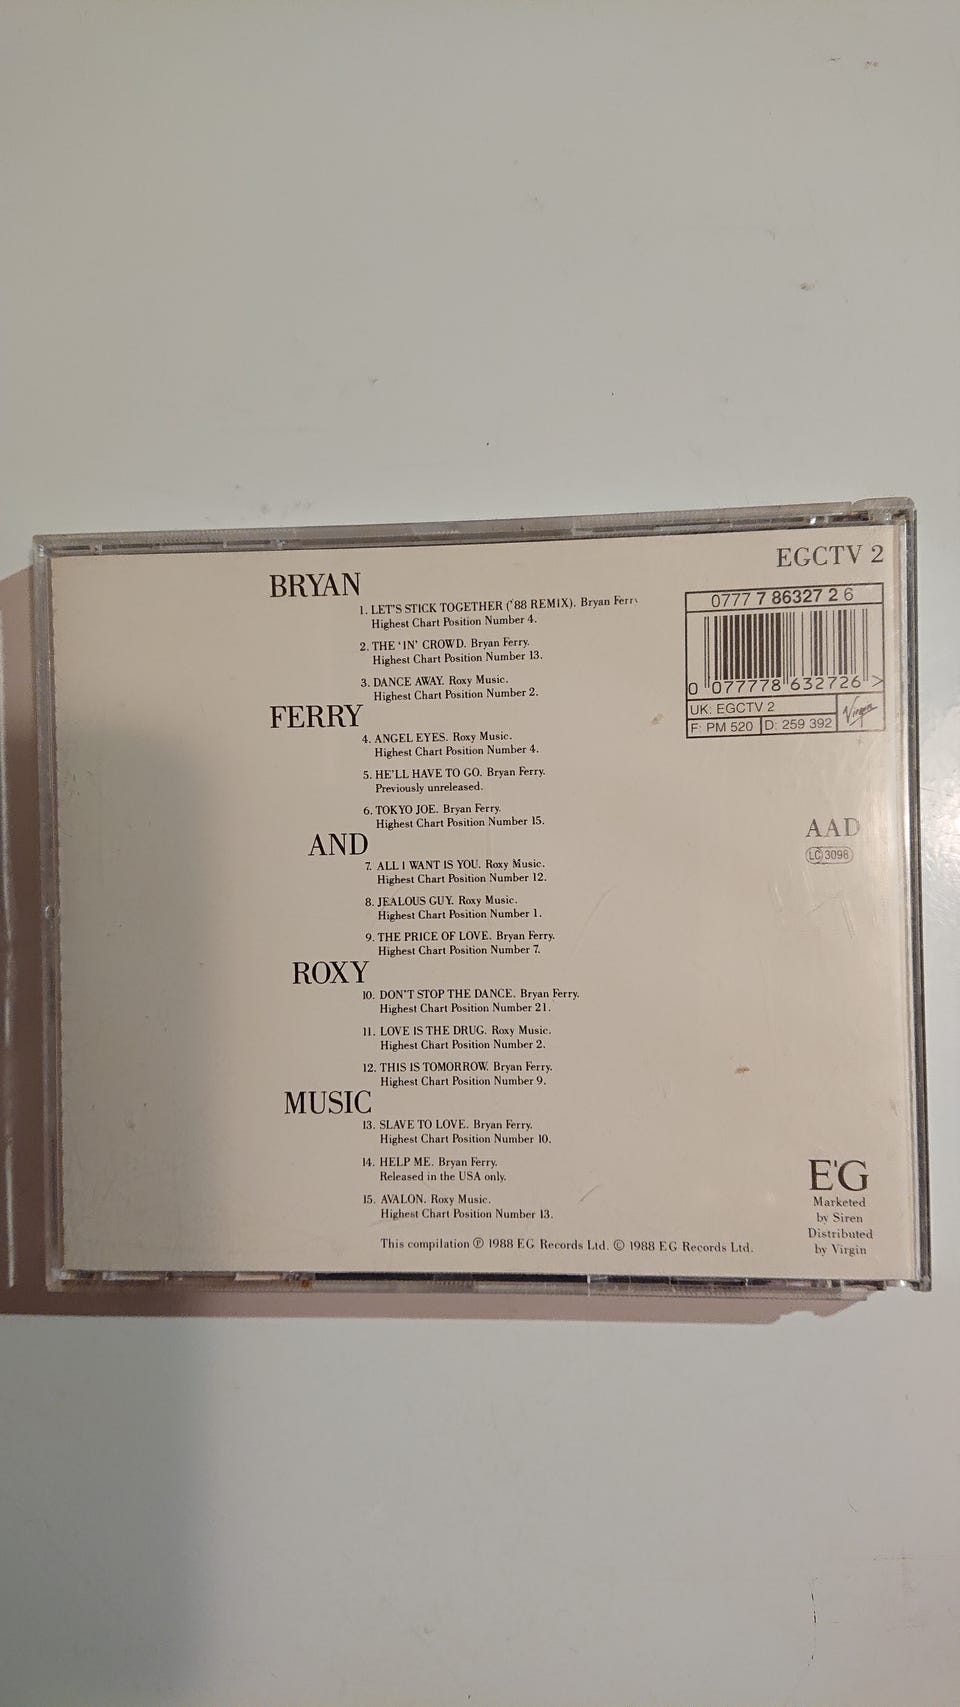 EGCTV 2
BRYAN
1. LET'S STICK TOGETHER ('88 REMIX). Bryan Ferry
Highest Chart Position Number 4.
2. THE 'IN' CROWD. Bryan Ferry.
Highest Chart Position Number 13.
3. DANCE AWAY. Roxy Music.
Highest Chart Position Number 2.
FERRY
4. ANGEL EYES. Roxy Music.
Highest Chart Position Number 4.
5. HE'LL HAVE TO GO. Bryan Ferry.
Previously unreleased.
6. TOKYO JOE. Bryan Ferry.
Highest Chart Position Number 15.
AND
7. ALL I WANT IS YOU. Roxy Music.
Highest Chart Position Number 12.
8. JEALOUS GUY. Roxy Music.
Highest Chart Position Number 1.
9. THE PRICE OF LOVE. Bryan Ferry.
Highest Chart Position Number 7.
ROXY
10. DON'T STOP THE DANCE. Bryan Ferry.
Highest Chart Position Number 21.
11. LOVE IS THE DRUG. Roxy Music.
Highest Chart Position Number 2.
12. THIS IS TOMORROW. Bryan Ferry.
Highest Chart Position Number 9.
MUSIC
13. SLAVE TO LOVE. Bryan Ferry.
Highest Chart Position Number 10.
14. HELP ME. Bryan Ferry.
Released in the USA only.
15. AVALON. Roxy Music.
Highest Chart Position Number 13.
This compilation ℗ 1988 E.G. Records Ltd. © 1988 E.G. Records Ltd.
0777 7 86327 2 6
0 077778 632726 >
UK: EGCTV 2
F: PM 520 D: 259 392
Virgin
AAD
LC 3098
E'G
Marketed
by Siren
Distributed
by Virgin